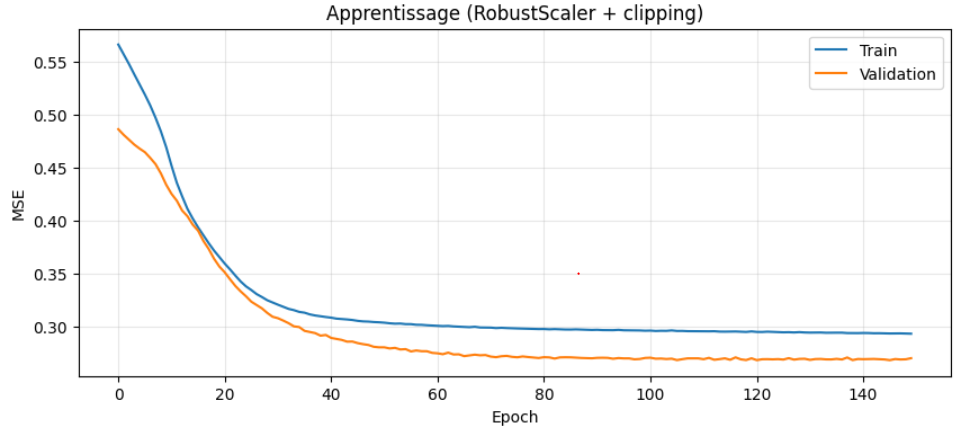 Apprentissage (RobustScaler + clipping)
Train
Validation
0.55
0.50
0.45
0.40
0.35
0.30
MSE
0 20 40 60 80 100 120 140
Epoch